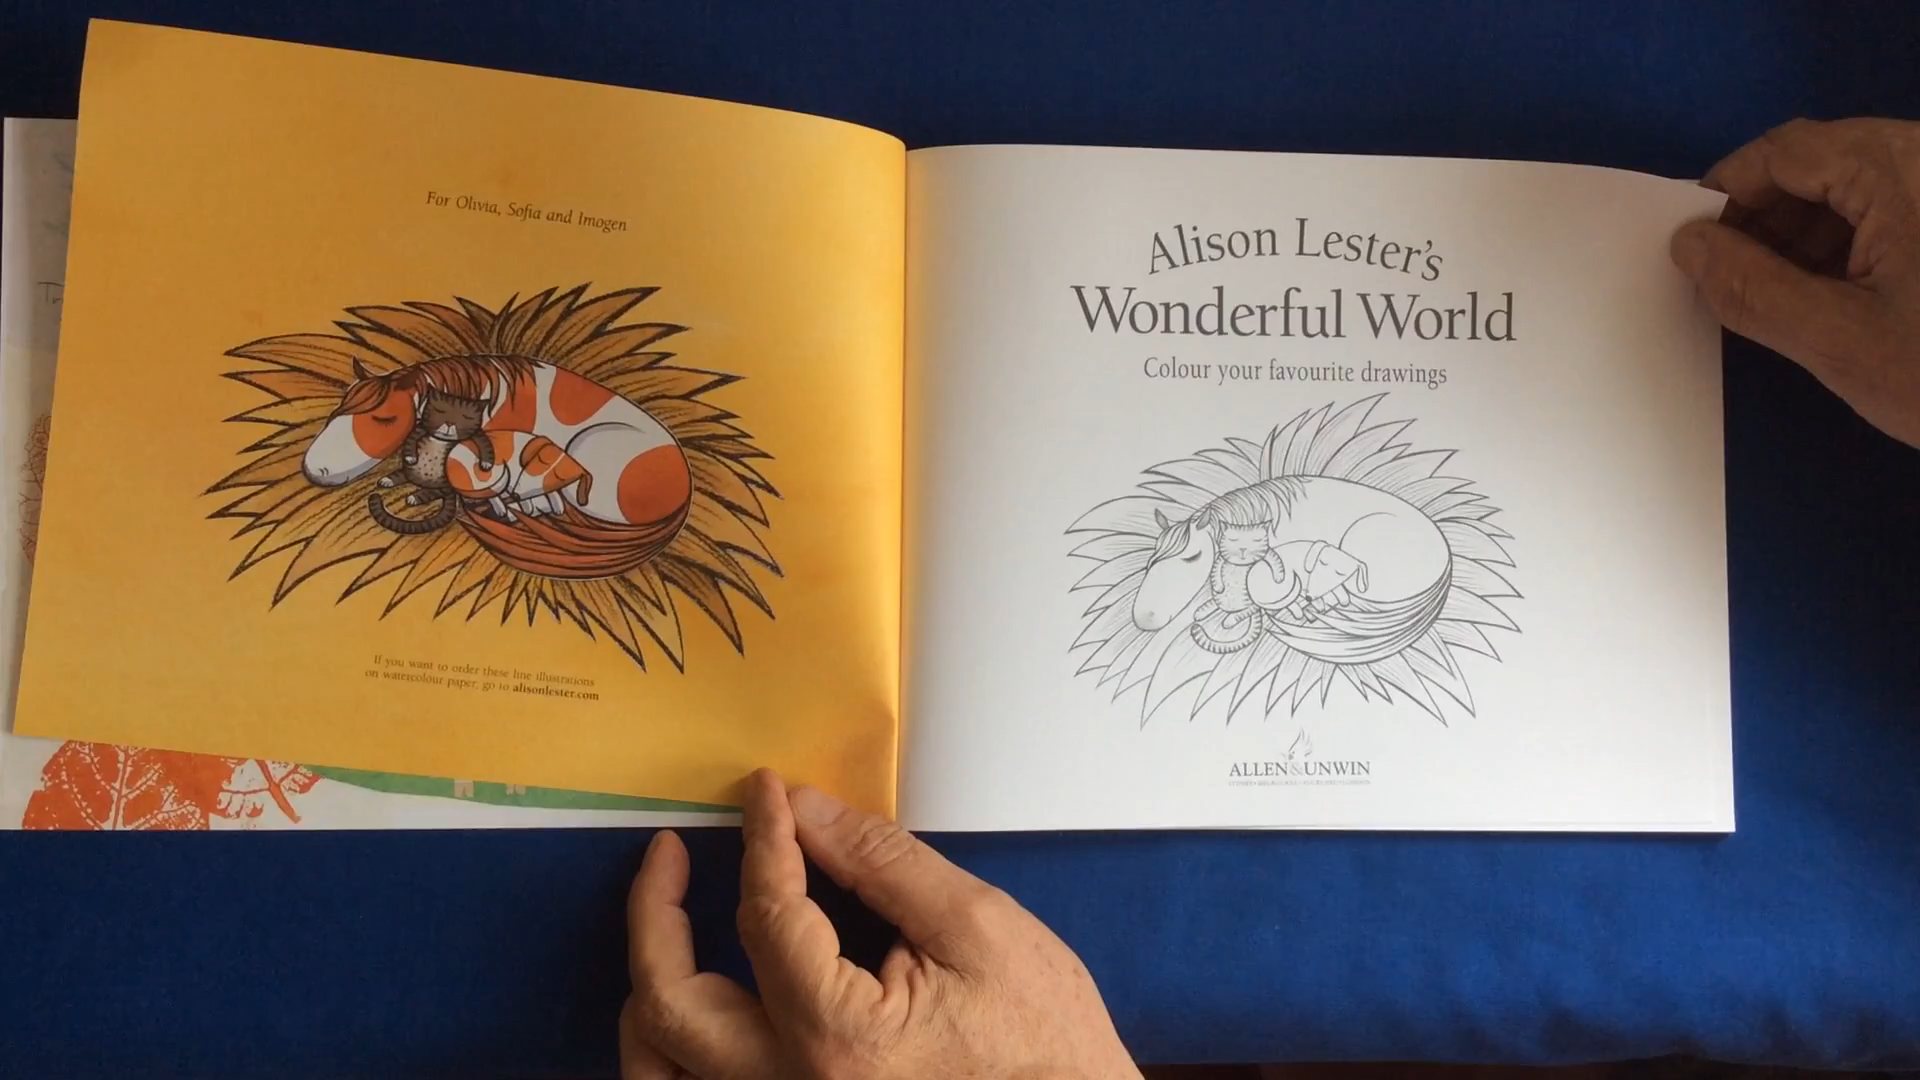 For Olivia, Sofia and Imogen
If you want to order these line illustrations
on watercolour paper, go to alisonlester.com
Alison Lester's
Wonderful World
Colour your favourite drawings
ALLEN&UNWIN